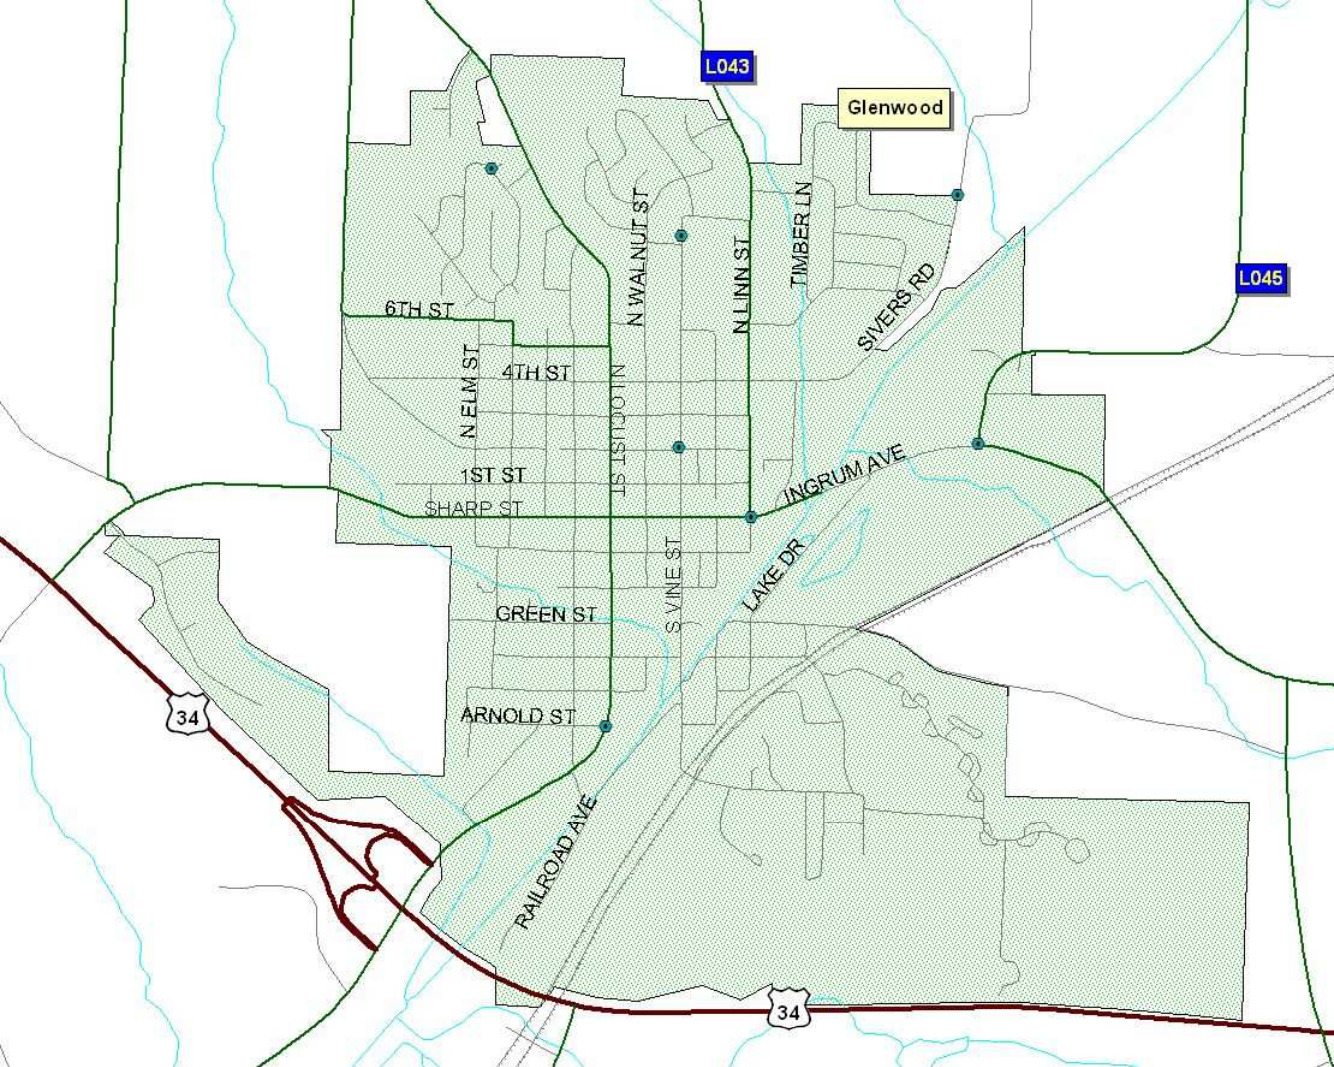 L043
Glenwood
N WALNUT ST
TIMBER LN
N LINN ST
L045
SIVERS RD
6TH ST
N ELM ST
4TH ST
N LOCUST ST
INGRUM AVE
1ST ST
SHARP ST
S VINE ST
LAKE DR
GREEN ST
34
ARNOLD ST
RAILROAD AVE
34